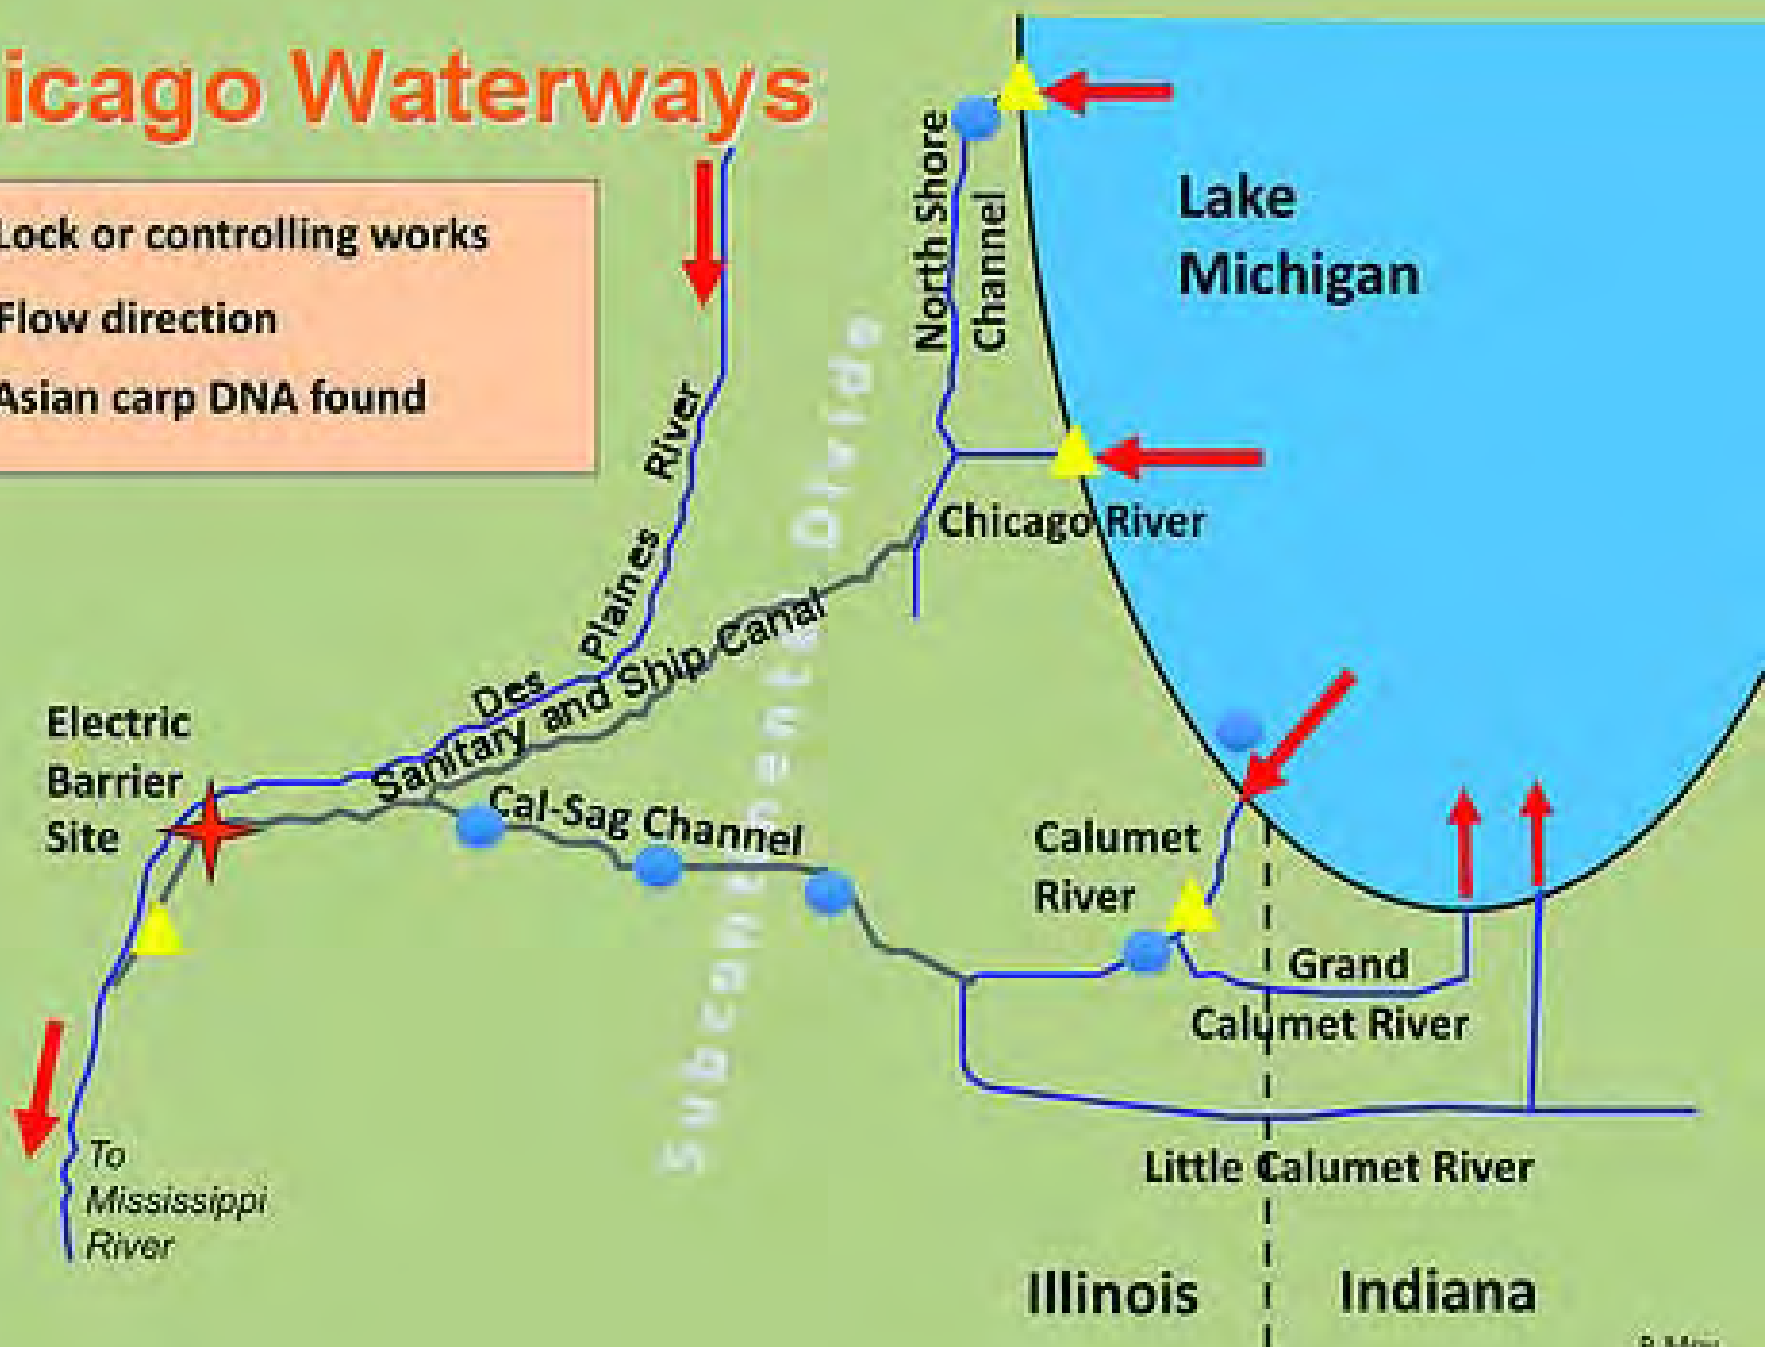 icago Waterways
Lock or controlling works
Flow direction
Asian carp DNA found
North Shore
Channel
Lake
Michigan
Des Plaines River
Chicago River
Sanitary and Ship Canal
Subcontinental Divide
Electric
Barrier
Site
Cal-Sag Channel
Calumet
River
Grand
Calumet River
To
Mississippi
River
Little Calumet River
Illinois
Indiana